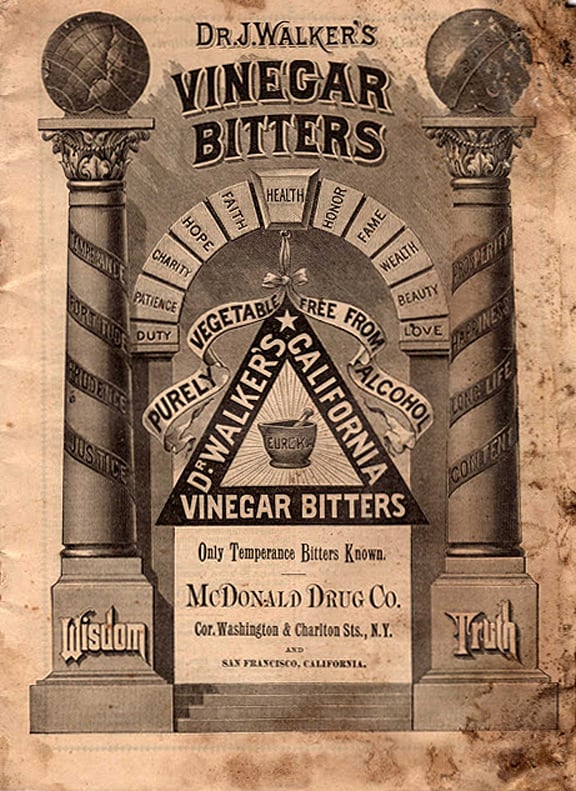 DR. J. WALKER'S
VINEGAR
BITTERS
DUTY
PATIENCE
CHARITY
HOPE
FAITH
HEALTH
HONOR
FAME
WEALTH
BEAUTY
LOVE
TEMPERANCE
FORTITUDE
PRUDENCE
JUSTICE
PROSPERITY
HAPPINESS
LONG LIFE
CONTENT
PURELY VEGETABLE FREE FROM ALCOHOL
DR WALKER'S CALIFORNIA
VINEGAR BITTERS
EUREKA
Only Temperance Bitters Known.
McDONALD DRUG CO.
Cor. Washington & Charlton Sts., N.Y.
AND
SAN FRANCISCO, CALIFORNIA.
Wisdom
Truth